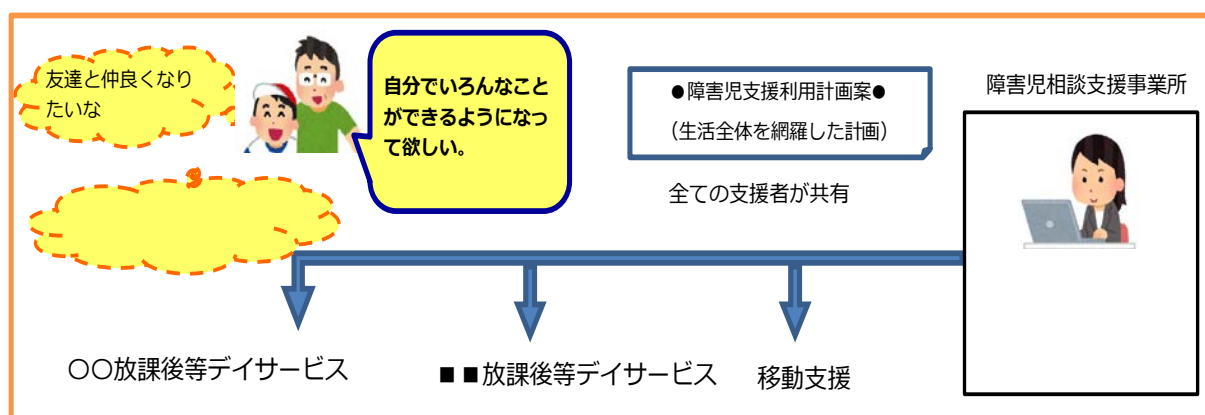 友達と仲良くなり
たいな
自分でいろんなこと
ができるようになっ
て欲しい。
●障害児支援利用計画案●
(生活全体を網羅した計画)
全ての支援者が共有
障害児相談支援事業所
〇〇放課後等デイサービス
■■放課後等デイサービス
移動支援